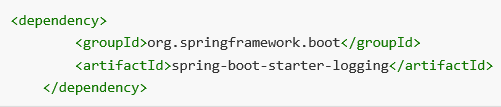 <dependency>
<groupId>org.springframework.boot</groupId>
<artifactId>spring-boot-starter-logging</artifactId>
</dependency>